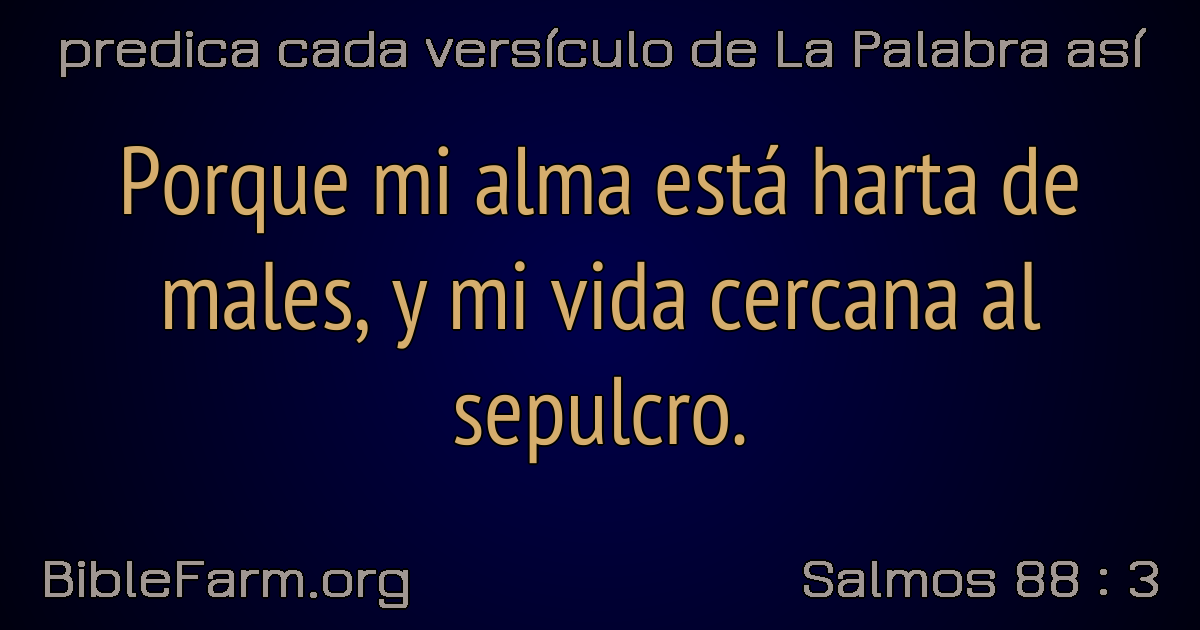 predica cada versículo de La Palabra así
Porque mi alma está harta de
males, y mi vida cercana al
sepulcro.
BibleFarm.org
Salmos 88 : 3